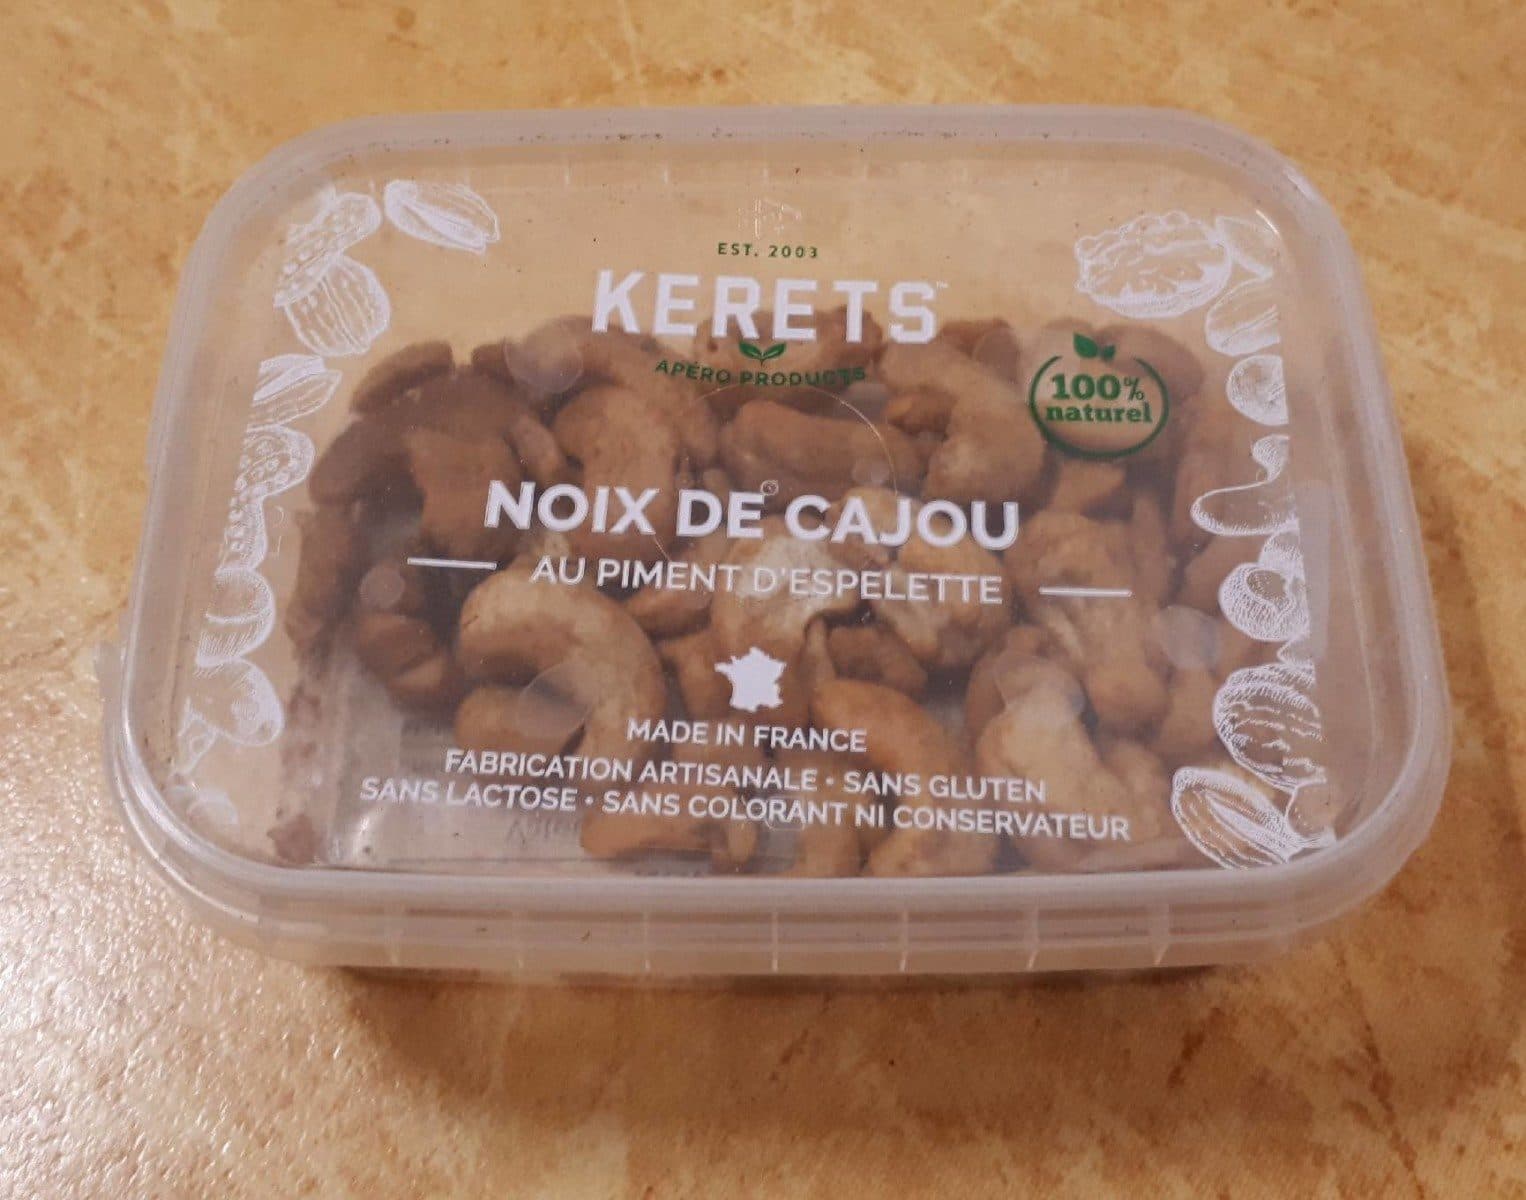 EST. 2003
KERETS™
APÉRO PRODUCTS
100%
naturel
NOIX DE CAJOU
AU PIMENT D'ESPELETTE
MADE IN FRANCE
FABRICATION ARTISANALE • SANS GLUTEN
SANS LACTOSE • SANS COLORANT NI CONSERVATEUR